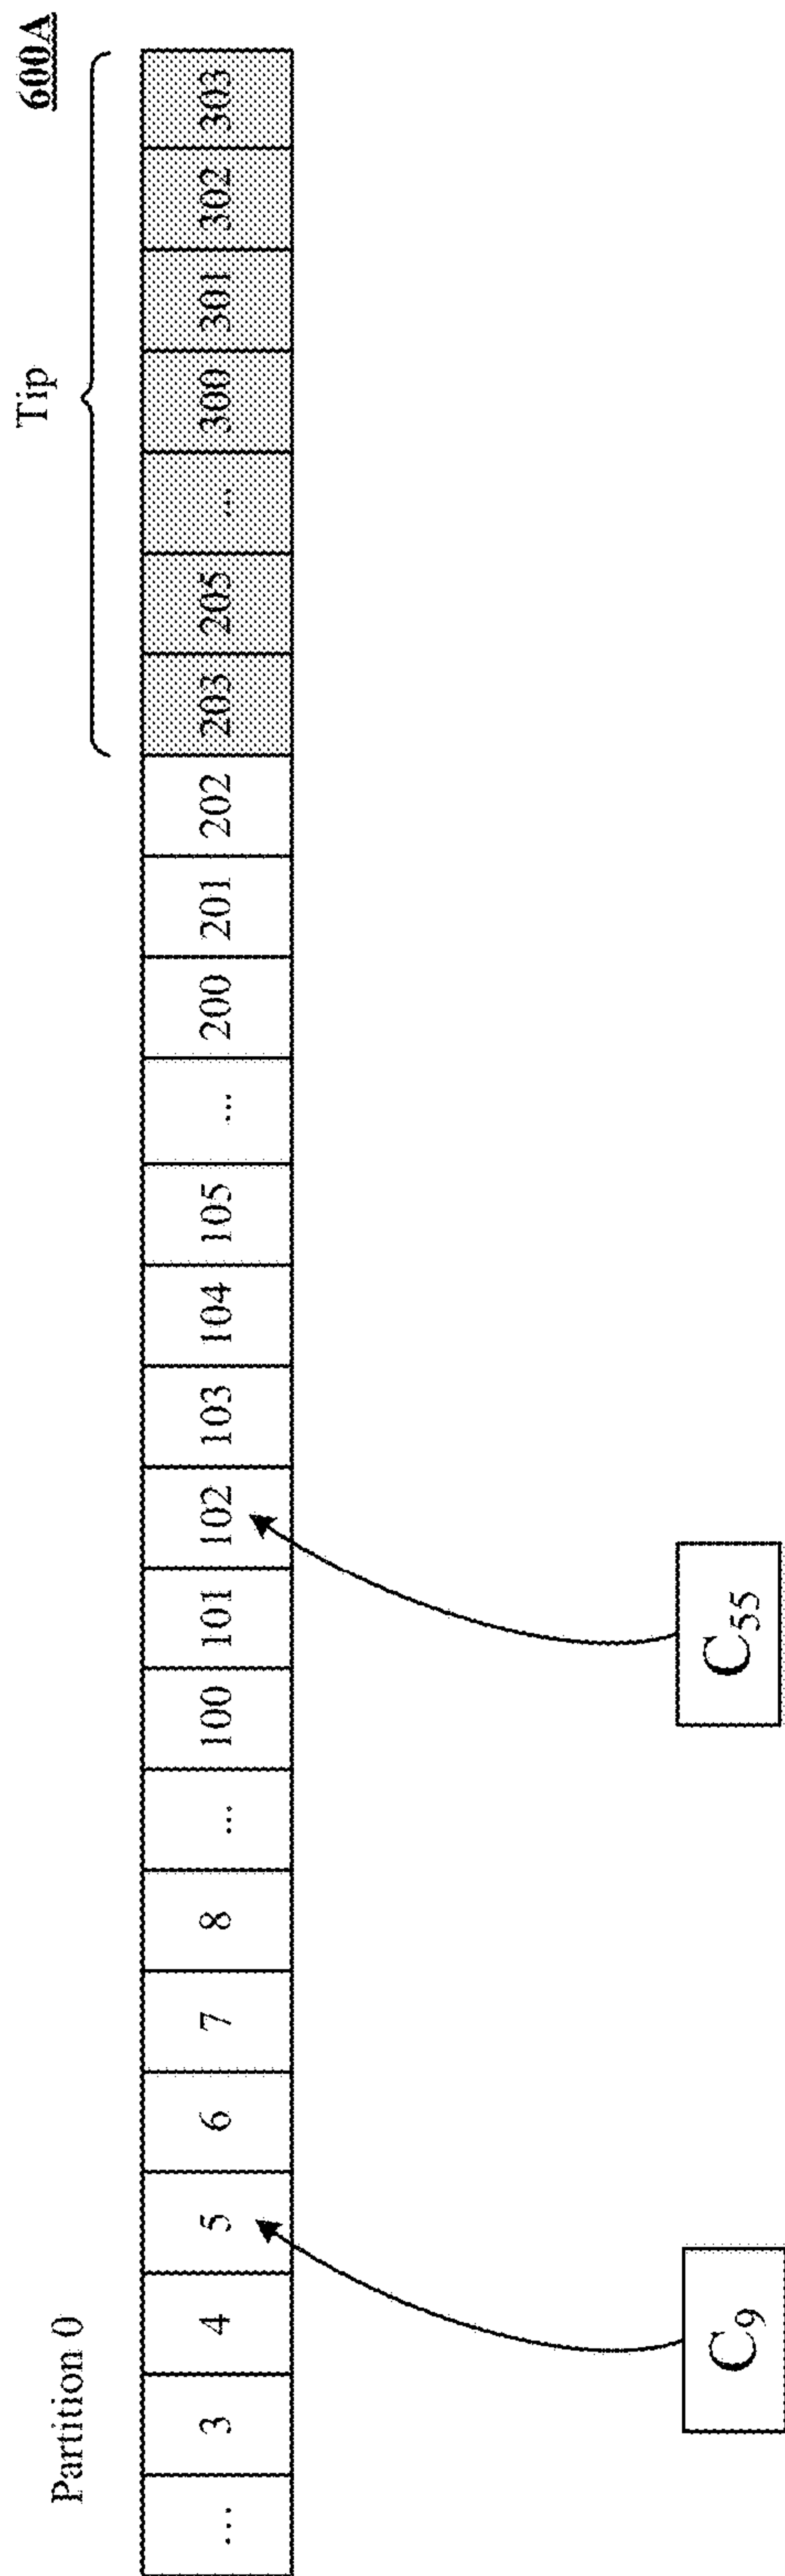 600A
Tip
Partition 0
... 3 4 5 6 7 8 ... 100 101 102 103 104 105 ... 200 201 202 203 205 ... 300 301 302 303
C₉ C₅₅